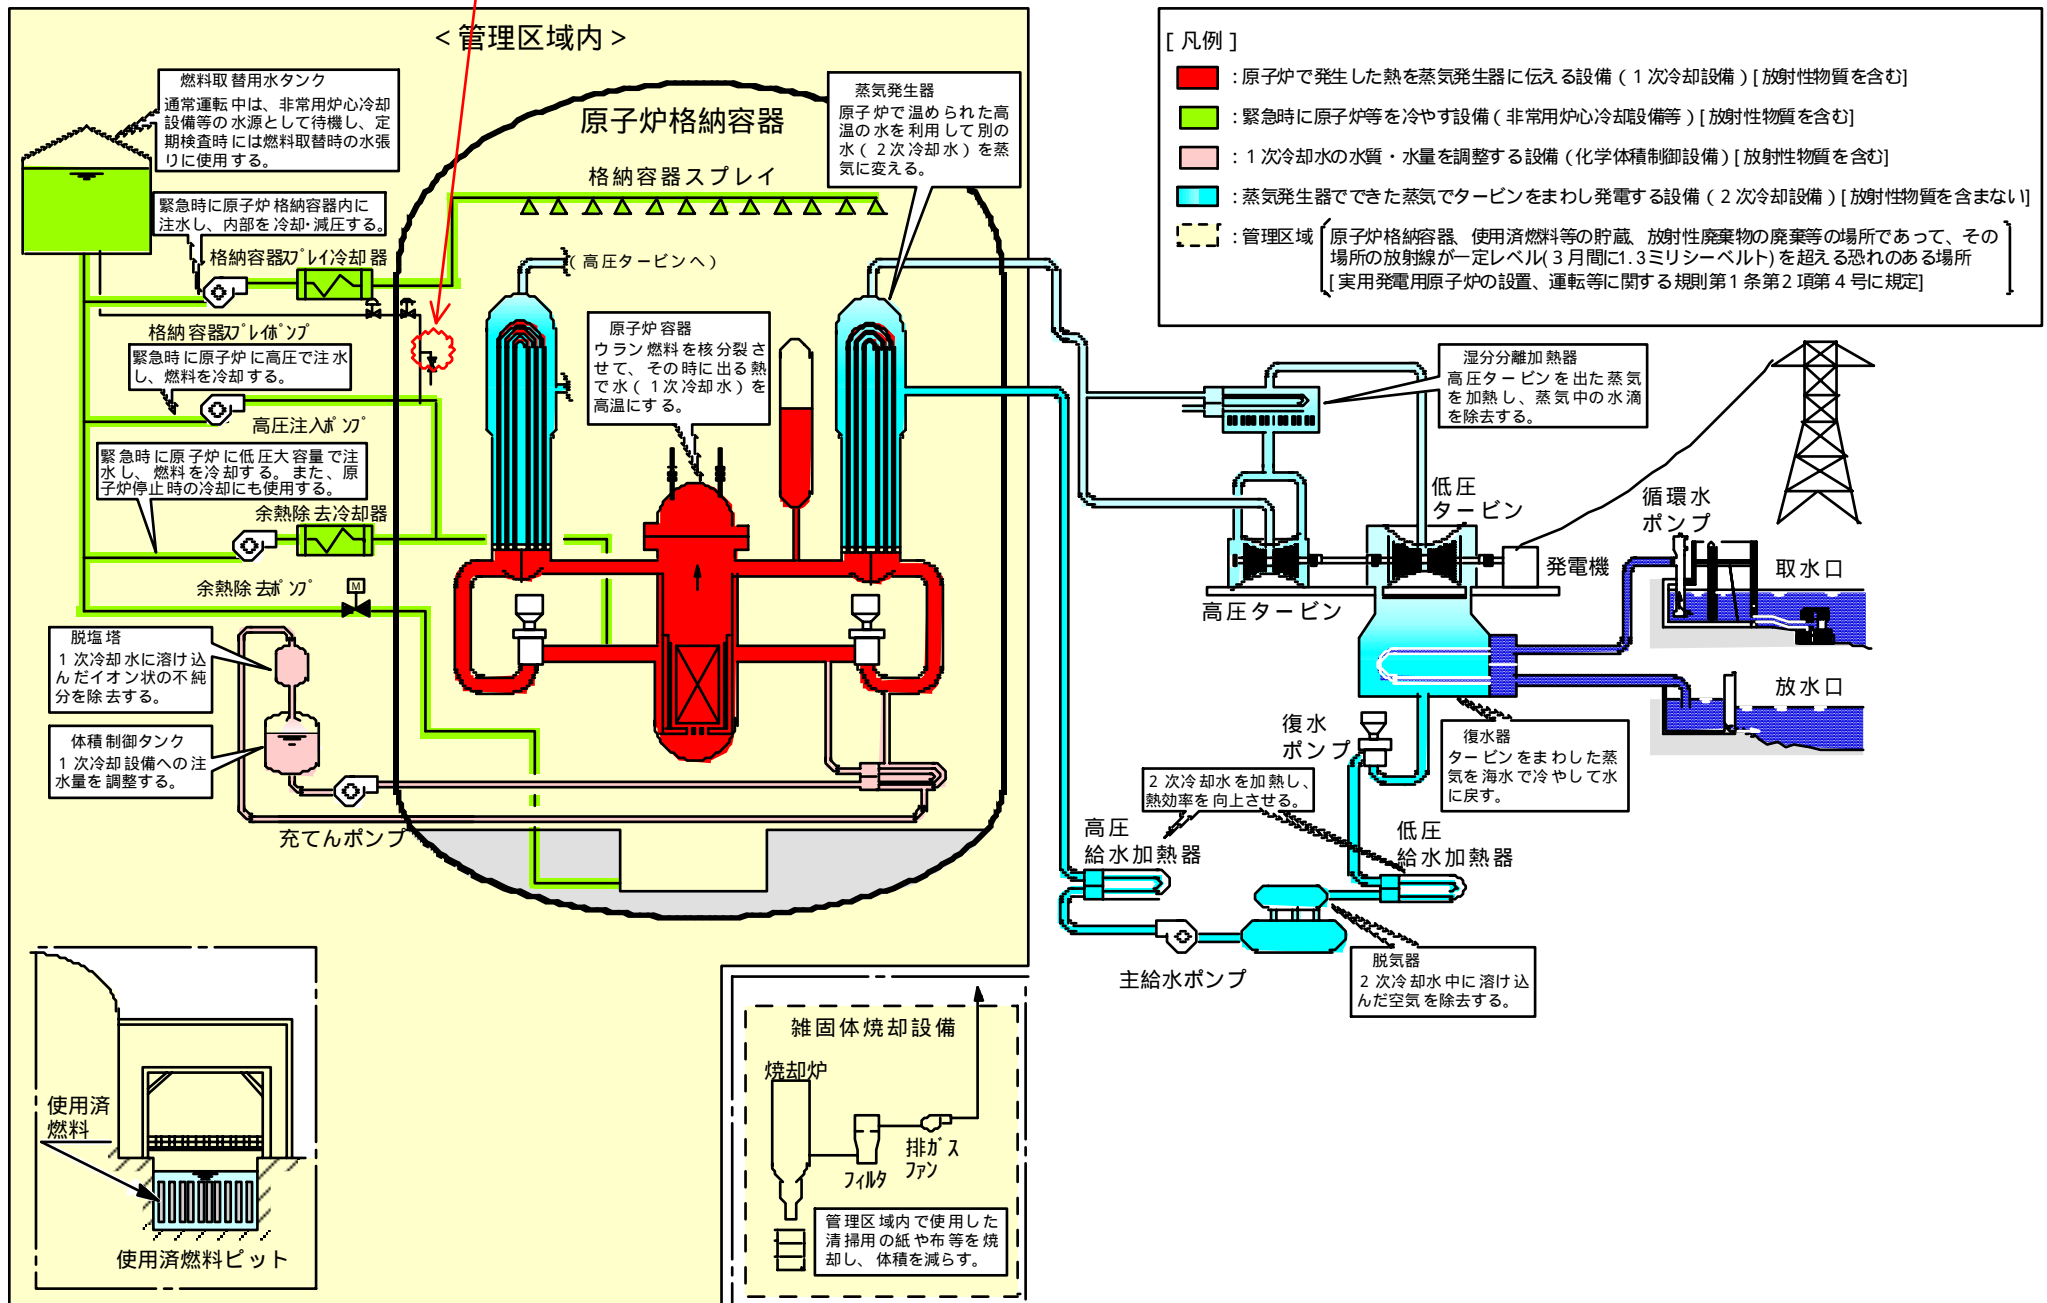 <管理区域内>
燃料取替用水タンク
通常運転中は、非常用炉心冷却
設備等の水源として待機し、定
期検査時には燃料取替時の水張
りに使用する。
緊急時に原子炉格納容器内に
注水し、内部を冷却・減圧する。
格納容器スプレイ冷却器
格納容器スプレイポンプ
緊急時に原子炉に高圧で注水
し、燃料を冷却する。
高圧注入ポンプ
緊急時に原子炉に低圧大容量で注
水し、燃料を冷却する。また、原
子炉停止時の冷却にも使用する。
余熱除去冷却器
余熱除去ポンプ
M
脱塩塔
1次冷却水に溶け込
んだイオン状の不純
分を除去する。
体積制御タンク
1次冷却設備への注
水量を調整する。
充てんポンプ
原子炉格納容器
格納容器スプレイ
(高圧タービンへ)
蒸気発生器
原子炉で温められた高
温の水を利用して別の
水(2次冷却水)を蒸
気に変える。
原子炉容器
ウラン燃料を核分裂さ
せて、その時に出る熱
で水(1次冷却水)を
高温にする。
[凡例]
:原子炉で発生した熱を蒸気発生器に伝える設備(1次冷却設備)[放射性物質を含む]
:緊急時に原子炉等を冷やす設備(非常用炉心冷却設備等)[放射性物質を含む]
:1次冷却水の水質・水量を調整する設備(化学体積制御設備)[放射性物質を含む]
:蒸気発生器でできた蒸気でタービンをまわし発電する設備(2次冷却設備)[放射性物質を含まない]
:管理区域
原子炉格納容器、使用済燃料等の貯蔵、放射性廃棄物の廃棄等の場所であって、その
場所の放射線が一定レベル(3月間に1.3ミリシーベルト)を超える恐れのある場所
[実用発電用原子炉の設置、運転等に関する規則第1条第2項第4号に規定]
湿分分離加熱器
高圧タービンを出た蒸気
を加熱し、蒸気中の水滴
を除去する。
低圧
タービン
高圧タービン
発電機
循環水
ポンプ
取水口
放水口
復水
ポンプ
復水器
タービンをまわした蒸
気を海水で冷やして水
に戻す。
2次冷却水を加熱し、
熱効率を向上させる。
高圧
給水加熱器
低圧
給水加熱器
主給水ポンプ
脱気器
2次冷却水中に溶け込
んだ空気を除去する。
使用済
燃料
使用済燃料ピット
雑固体焼却設備
焼却炉
フィルタ
排ガス
ファン
管理区域内で使用した
清掃用の紙や布等を焼
却し、体積を減らす。